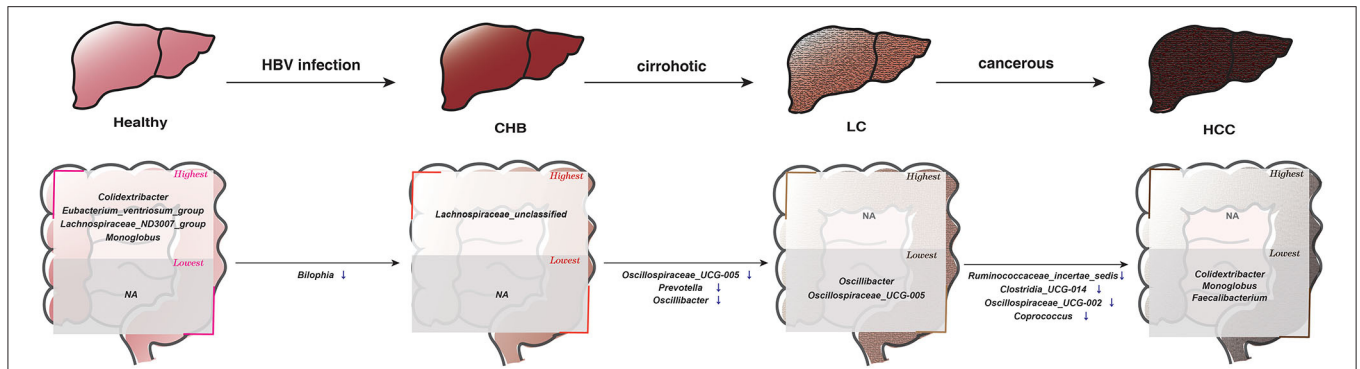 HBV infection
cirrohotic
cancerous
Healthy
CHB
LC
HCC
Highest
Colidextribacter
Eubacterium_ventriosum_group
Lachnospiraceae_ND3007_group
Monoglobus
Lowest
NA
Bilophia ↓
Highest
Lachnospiraceae_unclassified
Lowest
NA
Oscillospiraceae_UCG-005 ↓
Prevotella ↓
Oscillibacter ↓
Highest
NA
Lowest
Oscillibacter
Oscillospiraceae_UCG-005
Ruminococcaceae_incertae_sedis↓
Clostridia_UCG-014 ↓
Oscillospiraceae_UCG-002 ↓
Coprococcus ↓
Highest
NA
Lowest
Colidextribacter
Monoglobus
Faecalibacterium